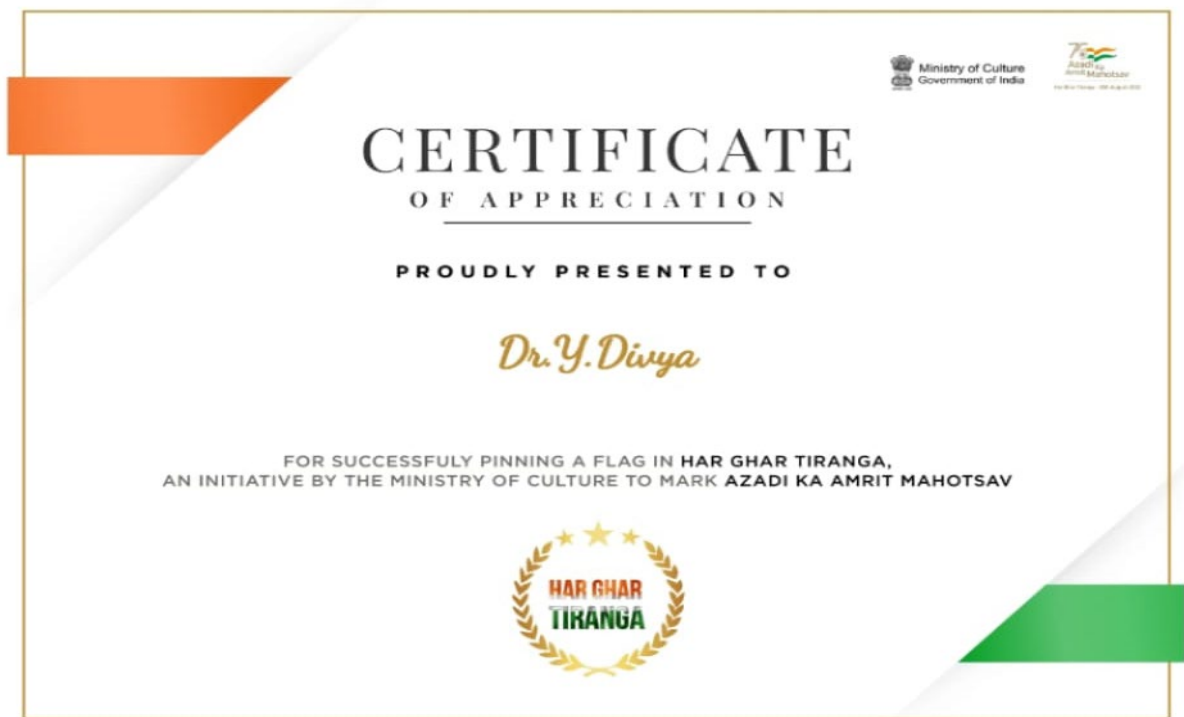 Ministry of Culture
Government of India
75
Azadi Ka
Amrit Mahotsav
CERTIFICATE
OF APPRECIATION
PROUDLY PRESENTED TO
Dr. Y. Divya
FOR SUCCESSFULY PINNING A FLAG IN HAR GHAR TIRANGA,
AN INITIATIVE BY THE MINISTRY OF CULTURE TO MARK AZADI KA AMRIT MAHOTSAV
HAR GHAR
TIRANGA